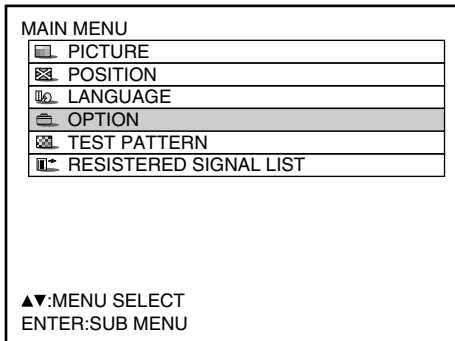 MAIN MENU
PICTURE
POSITION
LANGUAGE
OPTION
TEST PATTERN
RESISTERED SIGNAL LIST
▲▼:MENU SELECT
ENTER:SUB MENU